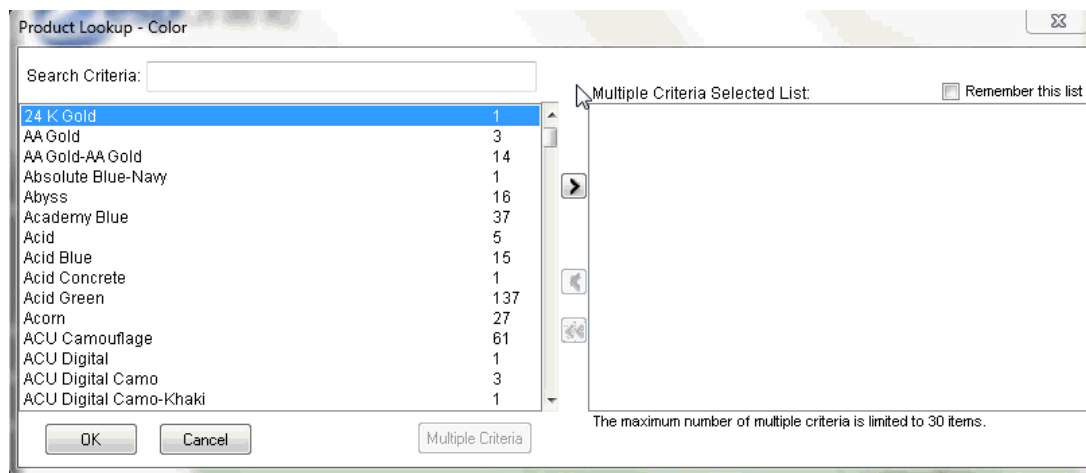 Product Lookup - Color
Search Criteria:
24 K Gold 1
AA Gold 3
AA Gold-AA Gold 14
Absolute Blue-Navy 1
Abyss 16
Academy Blue 37
Acid 5
Acid Blue 15
Acid Concrete 1
Acid Green 137
Acorn 27
ACU Camouflage 61
ACU Digital 1
ACU Digital Camo 3
ACU Digital Camo-Khaki 1
OK Cancel Multiple Criteria
Multiple Criteria Selected List: Remember this list
The maximum number of multiple criteria is limited to 30 items.